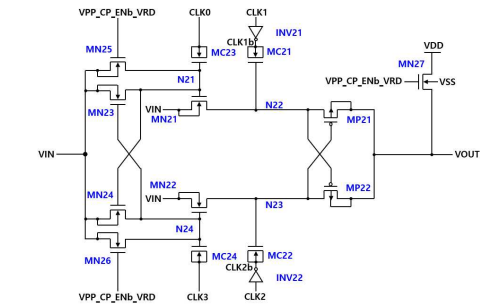 VPP_CP_ENb_VRD CLK0 CLK1
INV21
MN25 CLK1b VDD
MC23 MC21 MN27
N21 VPP_CP_ENb_VRD VSS
MN23 VIN N22
MN21 MP21
VIN VOUT
MN22
MN24 VIN MP22
N23
N24
MC24 MC22
MN26 CLK2b
INV22
VPP_CP_ENb_VRD CLK3 CLK2